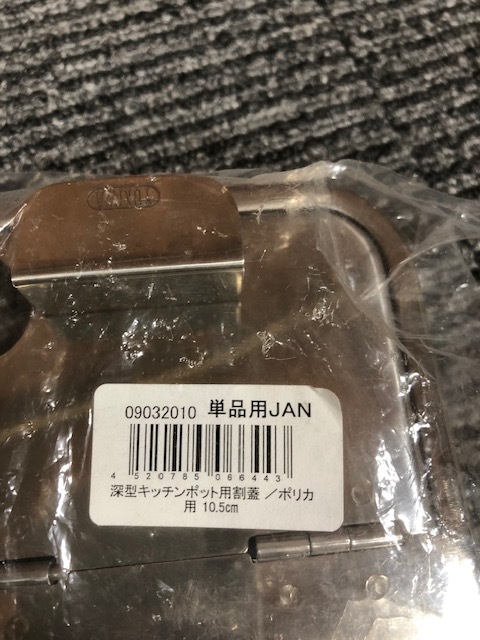 09032010 単品用JAN
4 520785 066443
深型キッチンポット用割蓋 ／ポリカ
用 10.5cm